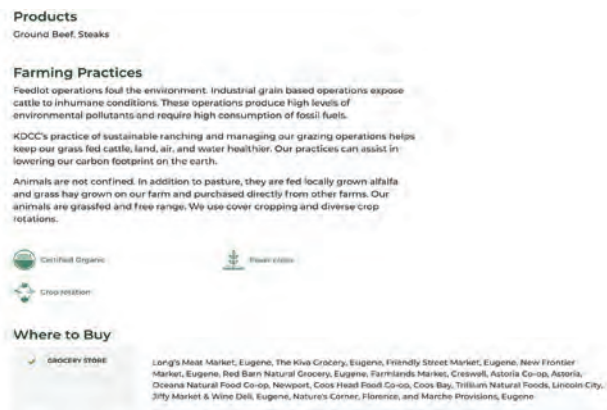 Products
Ground Beef, Steaks
Farming Practices
Feedlot operations foul the environment. Industrial grain based operations expose
cattle to inhumane conditions. These operations produce high levels of
environmental pollutants and require high consumption of fossil fuels.
KDCC's practice of sustainable ranching and managing our grazing operations helps
keep our grass fed cattle, land, air, and water healthier. Our practices can assist in
lowering our carbon footprint on the earth.
Animals are not confined. In addition to pasture, they are fed locally grown alfalfa
and grass hay grown on our farm and purchased directly from other farms. Our
animals are grassfed and free range. We use cover cropping and diverse crop
rotations.
Certified Organic
Cover crops
Crop rotation
Where to Buy
GROCERY STORE
Long's Meat Market, Eugene, The Kiva Grocery, Eugene, Friendly Street Market, Eugene, New Frontier
Market, Eugene, Red Barn Natural Grocery, Eugene, Farmlands Market, Creswell, Astoria Co-op, Astoria,
Oceana Natural Food Co-op, Newport, Coos Head Food Co-op, Coos Bay, Trillium Natural Foods, Lincoln City,
Jiffy Market & Wine Deli, Eugene, Nature's Corner, Florence, and Marche Provisions, Eugene